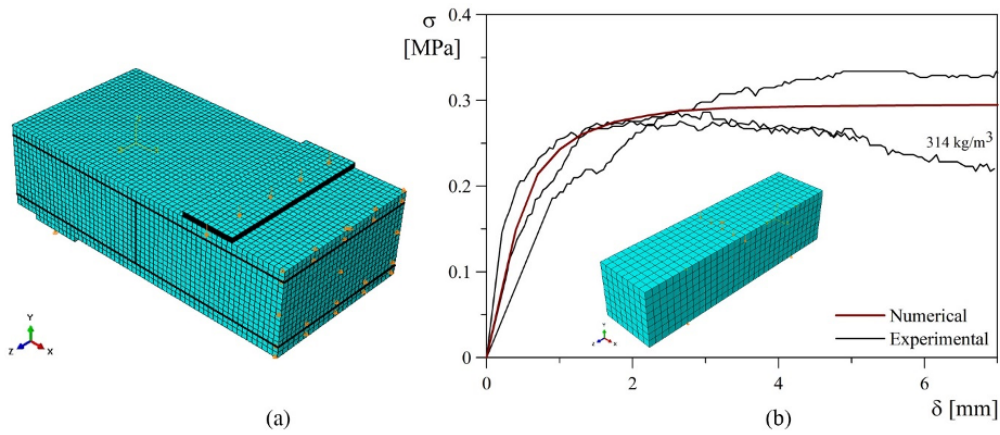 Y
Z X
(a)
σ
[MPa]
0.4
0.3
0.2
0.1
0
314 kg/m³
Y
Z X
Numerical
Experimental
0 2 4 6
δ [mm]
(b)